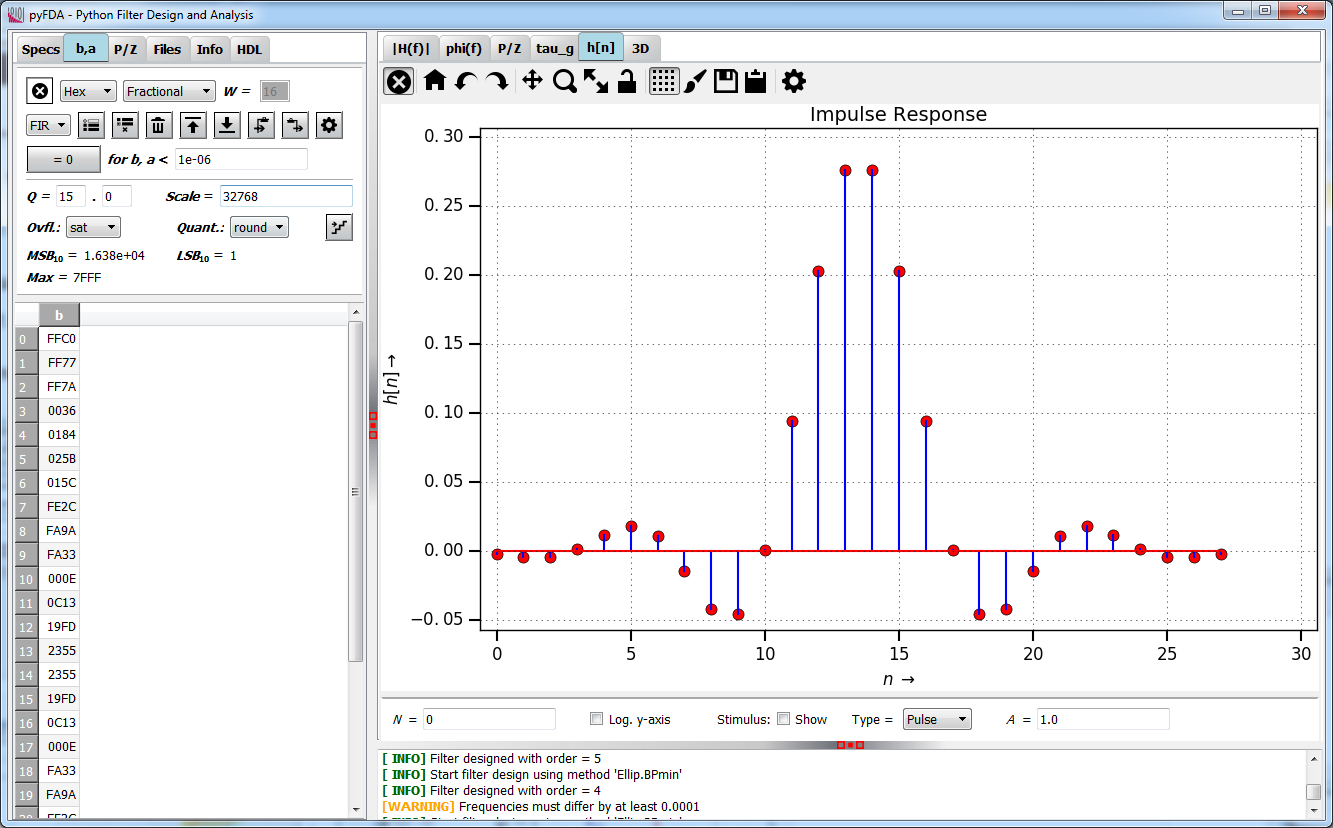 pyFDA - Python Filter Design and Analysis
Specs b,a P/Z Files Info HDL
Hex Fractional W = 16
FIR
= 0 for b, a < 1e-06
Q = 15 . 0 Scale = 32768
Ovfl.: sat Quant.: round
MSB10 = 1.638e+04 LSB10 = 1
Max = 7FFF
b
0 FFC0
1 FF77
2 FF7A
3 0036
4 0184
5 025B
6 015C
7 FE2C
8 FA9A
9 FA33
10 000E
11 0C13
12 19FD
13 2355
14 2355
15 19FD
16 0C13
17 000E
18 FA33
19 FA9A
|H(f)| phi(f) P/Z tau_g h[n] 3D
Impulse Response
0.30
0.25
0.20
0.15
0.10
0.05
0.00
−0.05
h[n] →
0 5 10 15 20 25 30
n →
N = 0 Log. y-axis Stimulus: Show Type = Pulse A = 1.0
[ INFO] Filter designed with order = 5
[ INFO] Start filter design using method 'Ellip.BPmin'
[ INFO] Filter designed with order = 4
[WARNING] Frequencies must differ by at least 0.0001